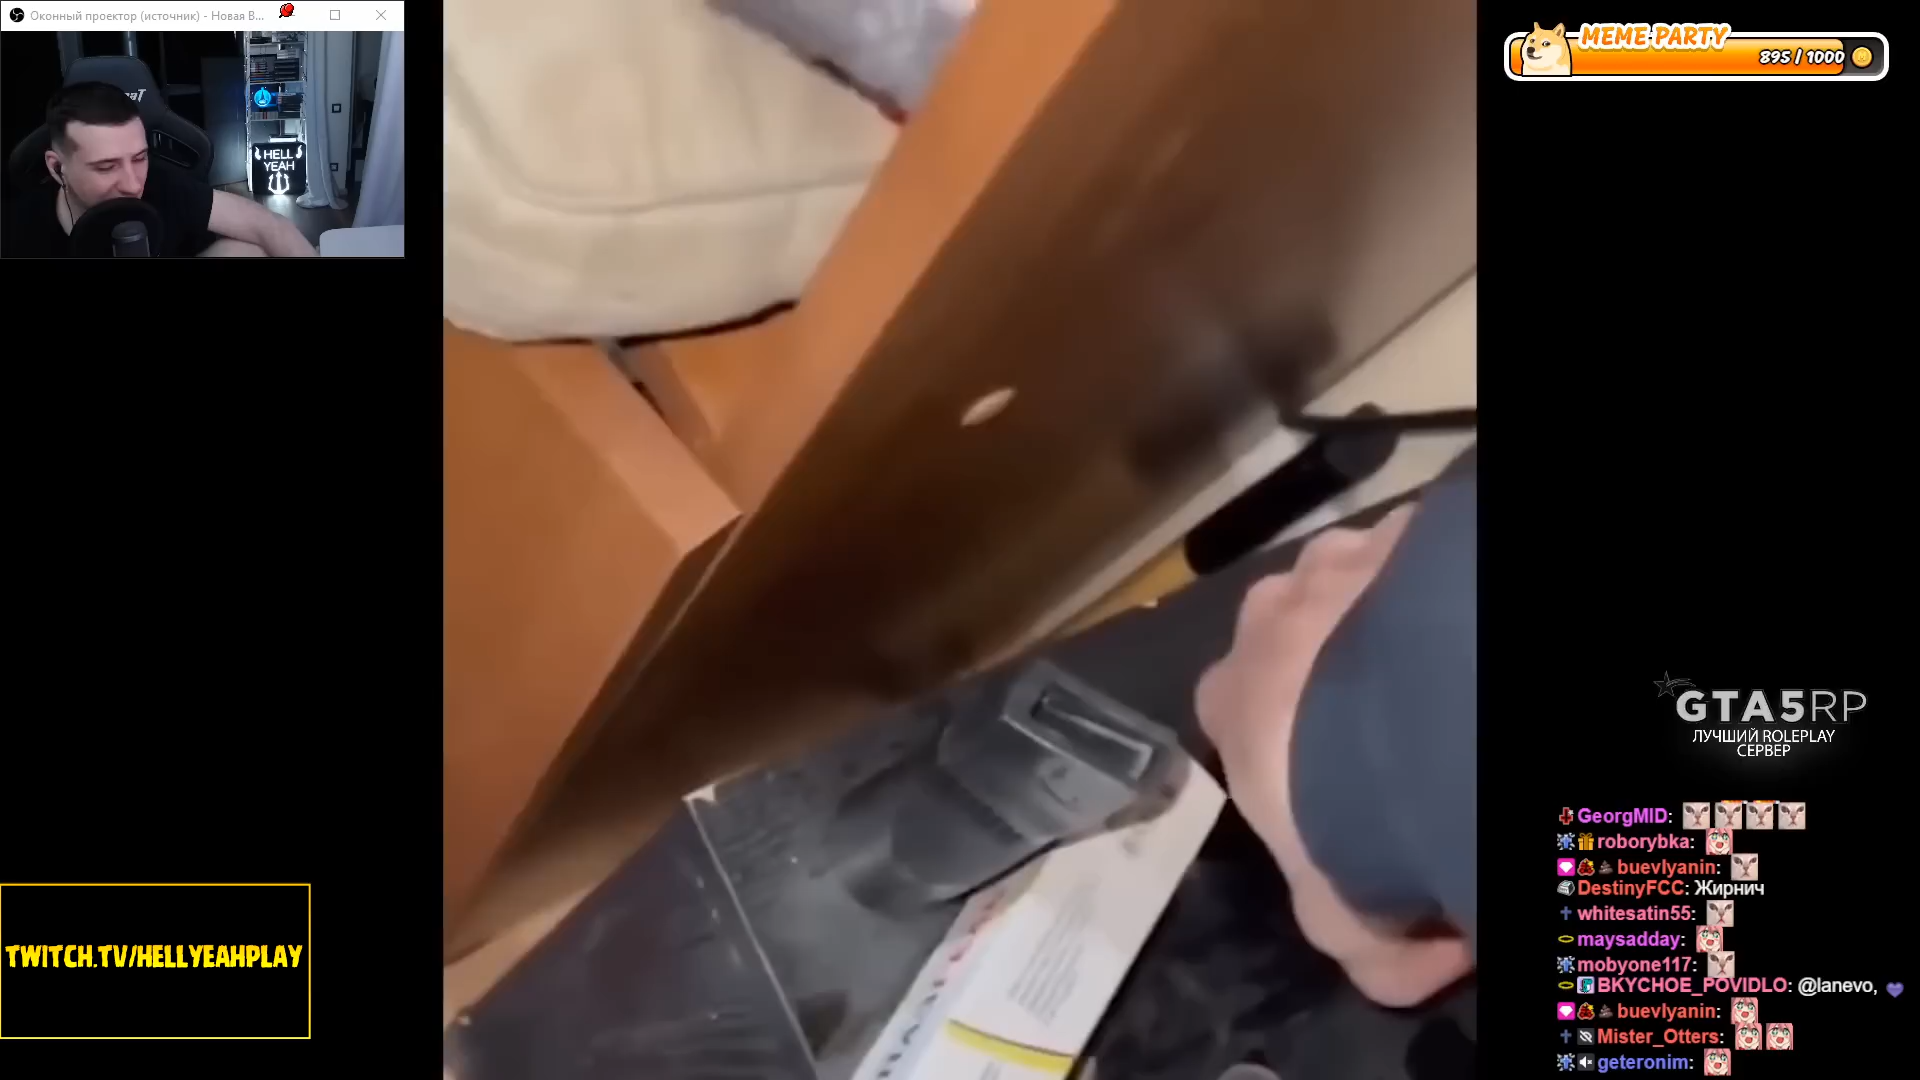 Оконный проектор (источник) - Новая В...
HELL
YEAH
MEME PARTY
895 / 1000
GTA5RP
ЛУЧШИЙ ROLEPLAY
СЕРВЕР
GeorgMID:
roborybka:
buevlyanin:
DestinyFCC: Жирнич
whitesatin55:
maysadday:
mobyone117:
BKYCHOE_POVIDLO: @lanevo,
buevlyanin:
Mister_Otters:
geteronim:
TWITCH.TV/HELLYEAHPLAY